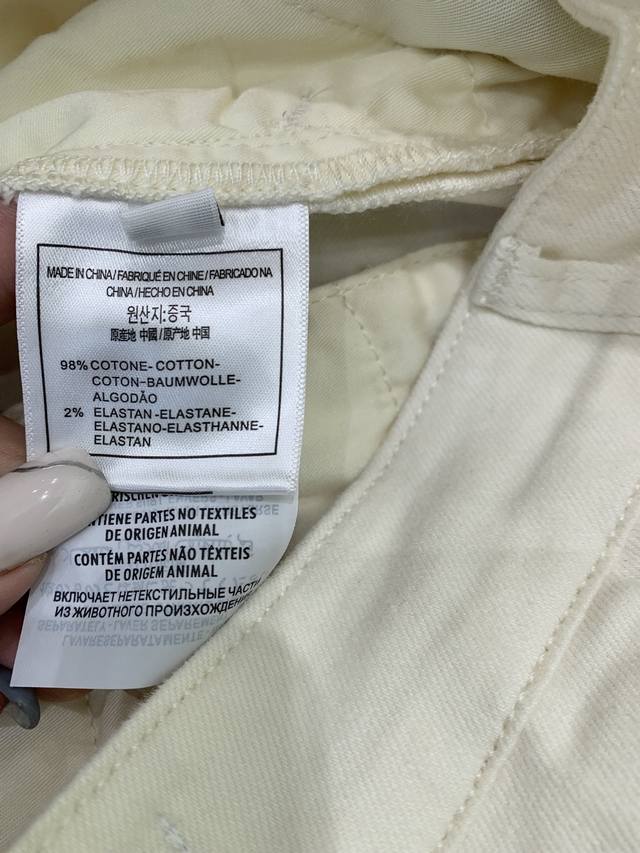 MADE IN CHINA/FABRIQUÉ EN CHINE/FABRICADO NA
CHINA/HECHO EN CHINA
원산지:중국
原産地 中國/原产地 中国
98% COTONE-COTTON-
COTON-BAUMWOLLE-
ALGODÃO
2% ELASTAN-ELASTANE-
ELASTANO-ELASTHANNE-
ELASTAN
PARTES NO TEXTILES
DE ORIGEN ANIMAL
CONTÉM PARTES NÃO TÊXTEIS
DE ORIGEM ANIMAL
ВКЛЮЧАЕТ НЕТЕКСТИЛЬНЫЕ ЧАСТИ
ИЗ ЖИВОТНОГО